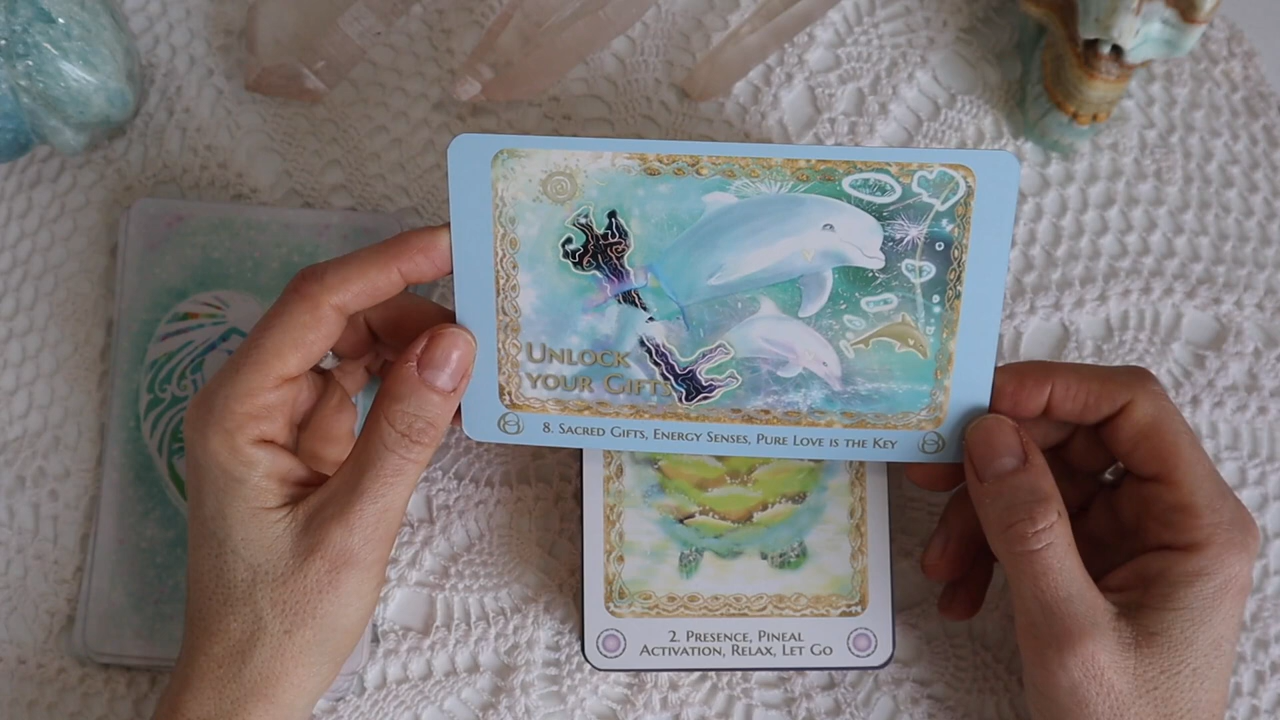 Unlock
your Gifts
8. Sacred Gifts, Energy Senses, Pure Love is the Key
2. Presence, Pineal
Activation, Relax, Let Go